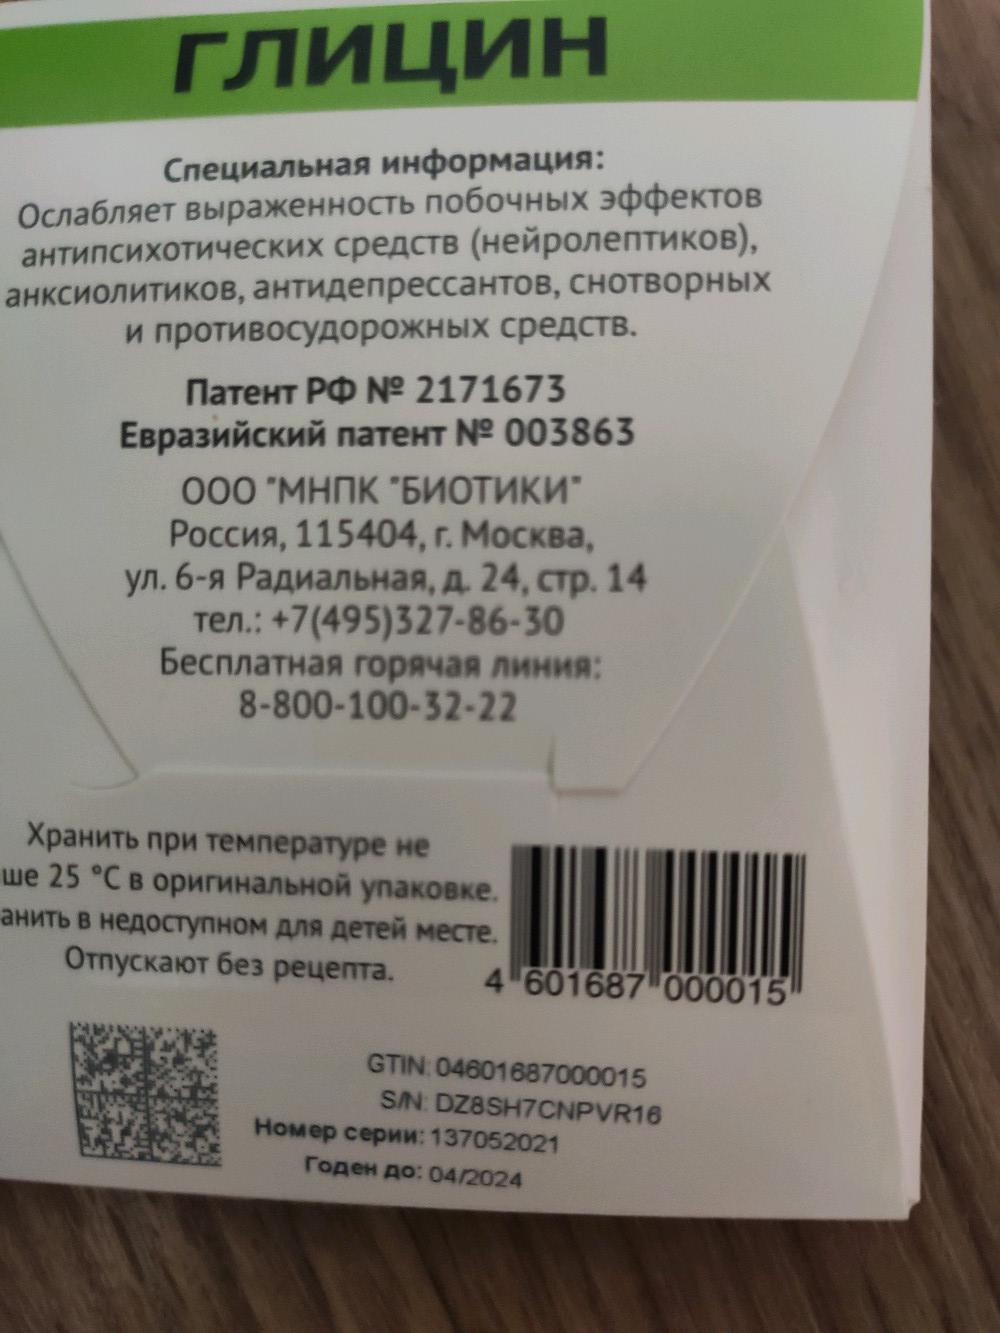 ГЛИЦИН
Специальная информация:
Ослабляет выраженность побочных эффектов
антипсихотических средств (нейролептиков),
анксиолитиков, антидепрессантов, снотворных
и противосудорожных средств.
Патент РФ № 2171673
Евразийский патент № 003863
ООО "МНПК "БИОТИКИ"
Россия, 115404, г. Москва,
ул. 6-я Радиальная, д. 24, стр. 14
тел.: +7(495)327-86-30
Бесплатная горячая линия:
8-800-100-32-22
Хранить при температуре не
ше 25 °С в оригинальной упаковке.
анить в недоступном для детей месте.
Отпускают без рецепта.
4 601687 000015
GTIN: 04601687000015
S/N: DZ8SH7CNPVR16
Номер серии: 137052021
Годен до: 04/2024